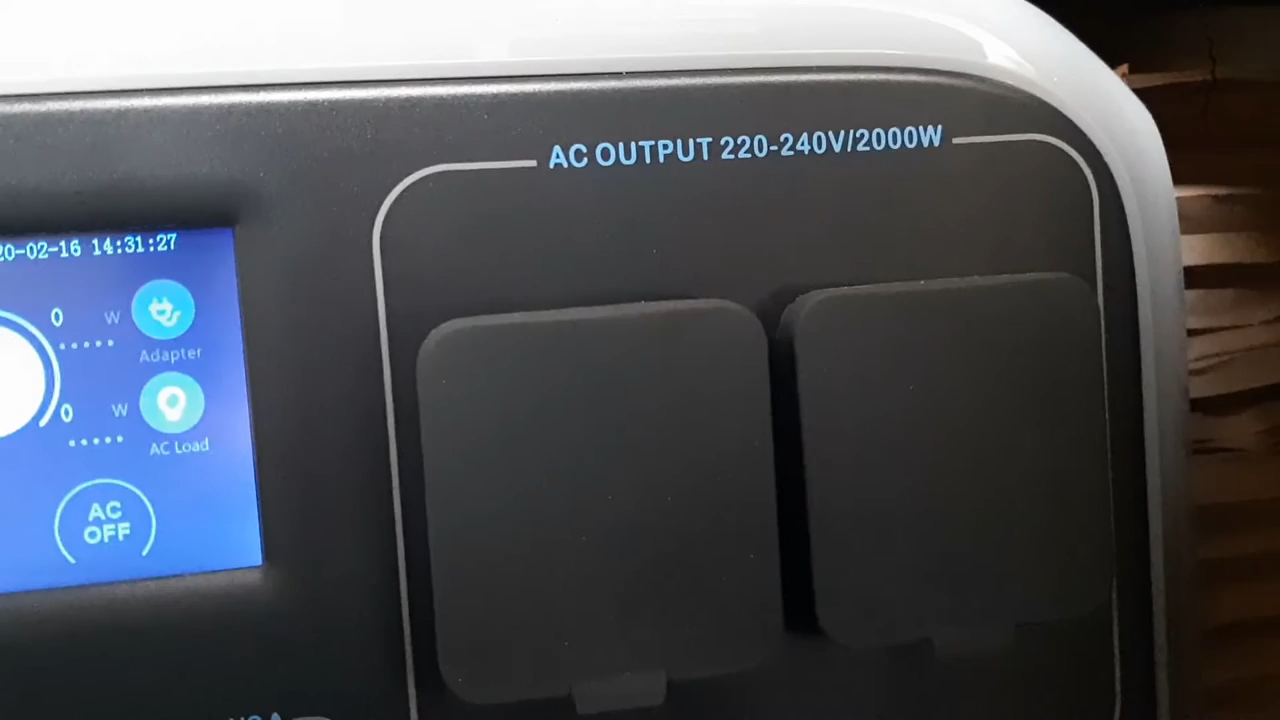 AC OUTPUT 220-240V/2000W
20-02-16 14:31:27
0 W
Adapter
0 W
AC Load
AC
OFF